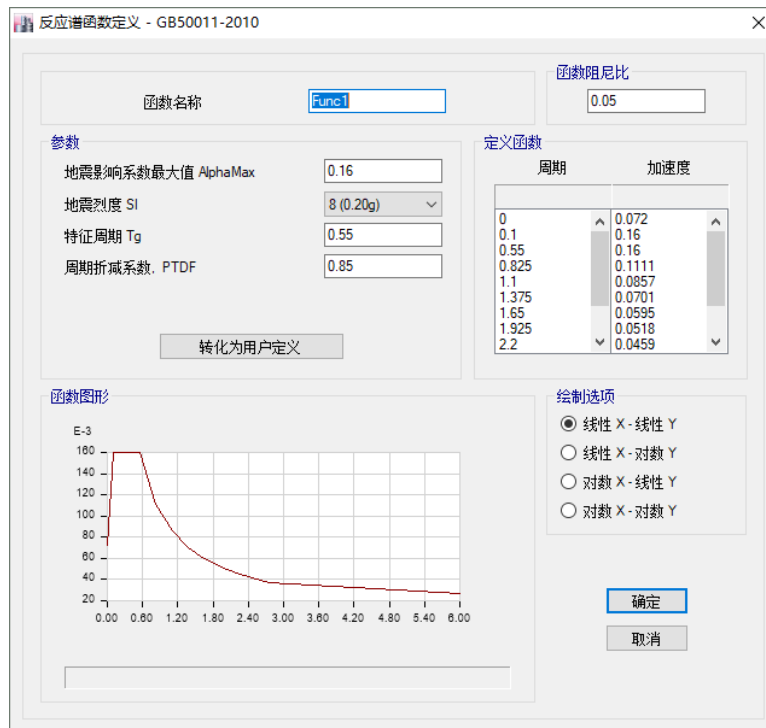 反应谱函数定义 - GB50011-2010
函数阻尼比
函数名称
Func1
0.05
参数
定义函数
地震影响系数最大值 AlphaMax
0.16
周期
加速度
地震烈度 SI
8 (0.20g)
特征周期 Tg
0.55
周期折减系数, PTDF
0.85
0
0.072
0.1
0.16
0.55
0.16
0.825
0.1111
1.1
0.0857
1.375
0.0701
1.65
0.0595
1.925
0.0518
2.2
0.0459
转化为用户定义
函数图形
绘制选项
E-3
160
140
120
100
80
60
40
20
0.00 0.60 1.20 1.80 2.40 3.00 3.60 4.20 4.80 5.40 6.00
线性 X - 线性 Y
线性 X - 对数 Y
对数 X - 线性 Y
对数 X - 对数 Y
确定
取消